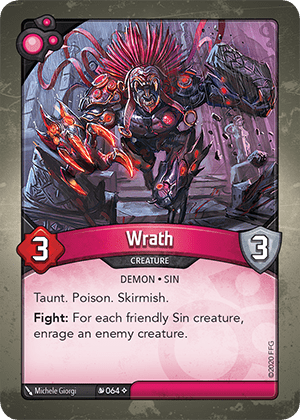 3
Wrath
3
CREATURE
DEMON • SIN
Taunt. Poison. Skirmish.
Fight: For each friendly Sin creature,
enrage an enemy creature.
Michele Giorgi
064
©2020 FFG